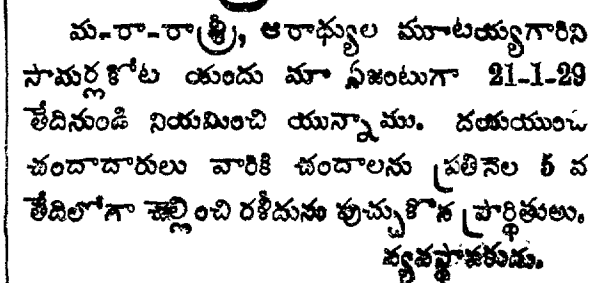 మ-రా-రా శ్రీ, ఆరాధ్యుల మూటయ్యగారిని
సామర్లకోట యందు మా ఏజంటుగా 21-1-29
తేదినుండి నియమించి యున్నాము. దయయుంచి
చందాదారులు వారికి చందాలను ప్రతినెల 5 వ
తేదిలోగా చెల్లించి రశీదును పుచ్చుకొన ప్రార్థితులు.
వ్యవస్థాపకుడు.